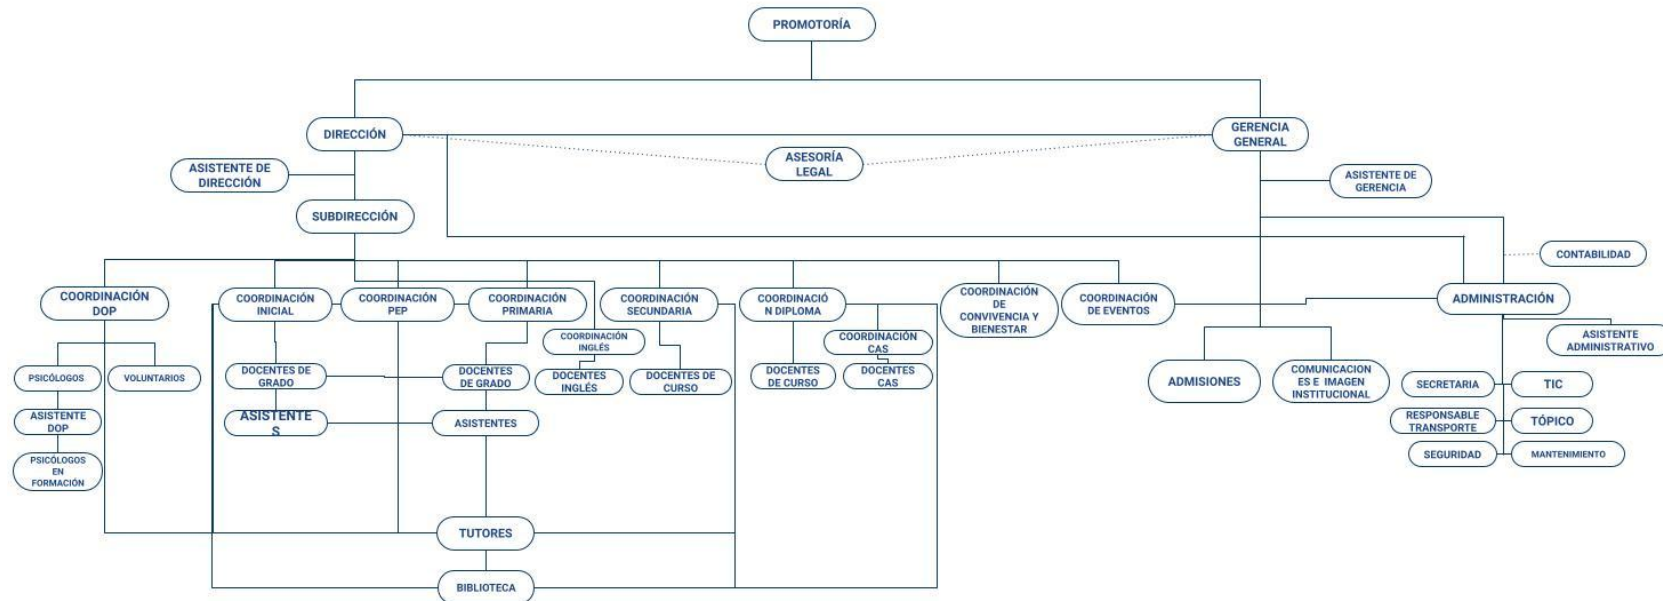 PROMOTORÍA
DIRECCIÓN
GERENCIA
GENERAL
ASESORÍA
LEGAL
ASISTENTE DE
DIRECCIÓN
ASISTENTE DE
GERENCIA
SUBDIRECCIÓN
CONTABILIDAD
COORDINACIÓN
DOP
COORDINACIÓN
INICIAL
COORDINACIÓN
PEP
COORDINACIÓN
PRIMARIA
COORDINACIÓN
SECUNDARIA
COORDINACIÓ
N DIPLOMA
COORDINACIÓN
DE
CONVIVENCIA Y
BIENESTAR
COORDINACIÓN
DE EVENTOS
ADMINISTRACIÓN
COORDINACIÓN
INGLÉS
COORDINACIÓN
CAS
ASISTENTE
ADMINISTRATIVO
PSICÓLOGOS
VOLUNTARIOS
DOCENTES DE
GRADO
DOCENTES
DE GRADO
DOCENTES
INGLÉS
DOCENTES DE
CURSO
DOCENTES
DE CURSO
DOCENTES
CAS
ADMISIONES
COMUNICACION
ES E IMAGEN
INSTITUCIONAL
SECRETARIA
TIC
ASISTENTE
DOP
ASISTENTE
S
ASISTENTES
RESPONSABLE
TRANSPORTE
TÓPICO
PSICÓLOGOS
EN
FORMACIÓN
SEGURIDAD
MANTENIMIENTO
TUTORES
BIBLIOTECA